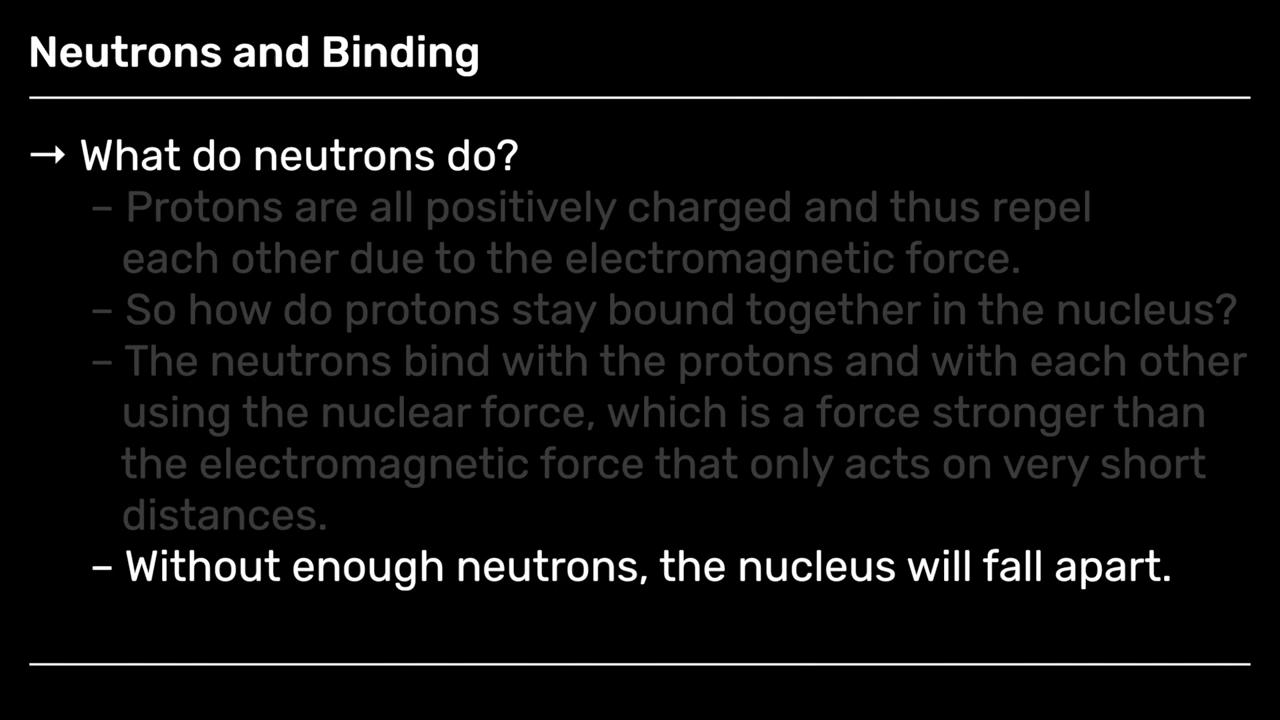 Neutrons and Binding
→ What do neutrons do?
– Protons are all positively charged and thus repel
each other due to the electromagnetic force.
– So how do protons stay bound together in the nucleus?
– The neutrons bind with the protons and with each other
using the nuclear force, which is a force stronger than
the electromagnetic force that only acts on very short
distances.
– Without enough neutrons, the nucleus will fall apart.